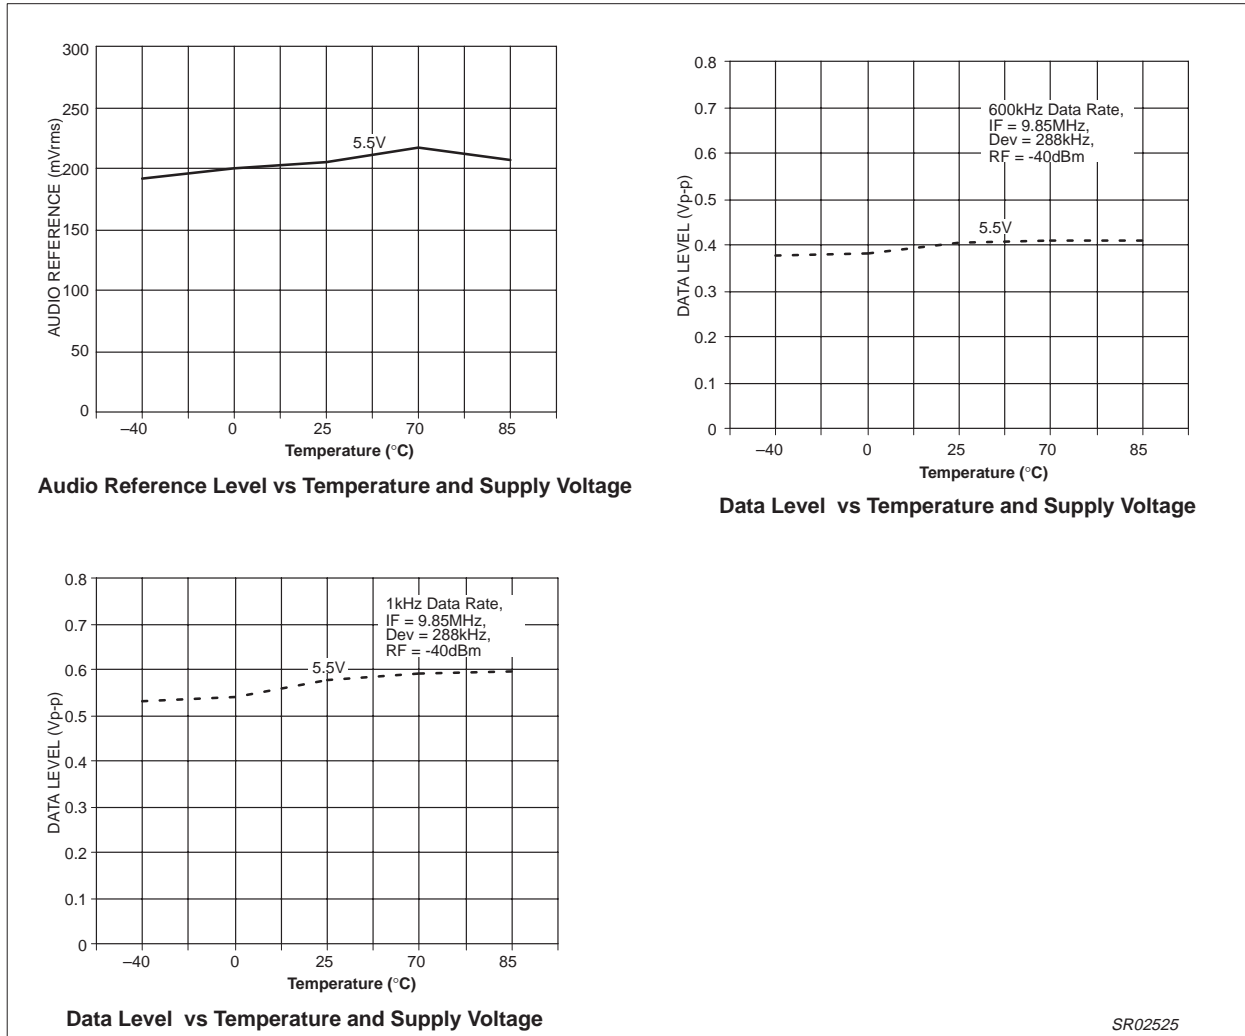 300
250
200
150
100
50
0
AUDIO REFERENCE (mVrms)
5.5V
–40 0 25 70 85
Temperature (°C)
Audio Reference Level vs Temperature and Supply Voltage
0.8
0.7
0.6
0.5
0.4
0.3
0.2
0.1
0
DATA LEVEL (Vp-p)
600kHz Data Rate,
IF = 9.85MHz,
Dev = 288kHz,
RF = -40dBm
5.5V
–40 0 25 70 85
Temperature (°C)
Data Level vs Temperature and Supply Voltage
0.8
0.7
0.6
0.5
0.4
0.3
0.2
0.1
0
DATA LEVEL (Vp-p)
1kHz Data Rate,
IF = 9.85MHz,
Dev = 288kHz,
RF = -40dBm
5.5V
–40 0 25 70 85
Temperature (°C)
Data Level vs Temperature and Supply Voltage
SR02525